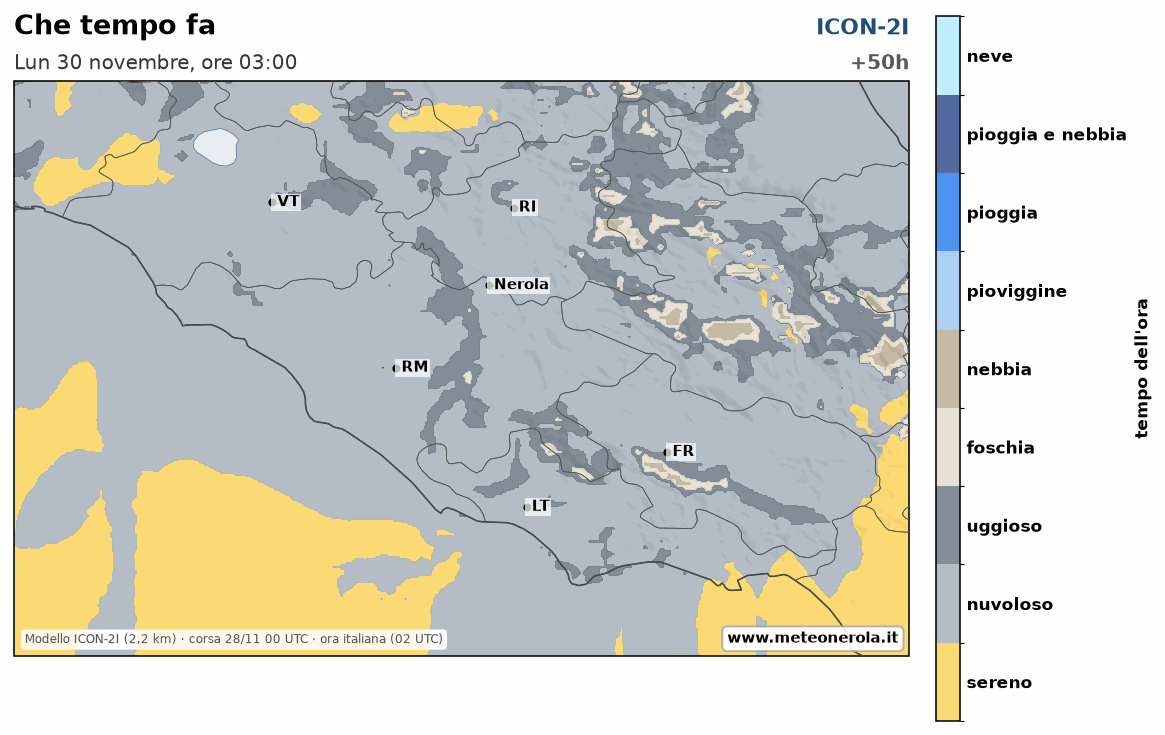 Che tempo fa
ICON-2I
Lun 30 novembre, ore 03:00
+50h
neve
pioggia e nebbia
pioggia
pioviggine
nebbia
foschia
uggioso
nuvoloso
sereno
tempo dell'ora
VT
RI
Nerola
RM
FR
LT
Modello ICON-2I (2,2 km) · corsa 28/11 00 UTC · ora italiana (02 UTC)
www.meteonerola.it